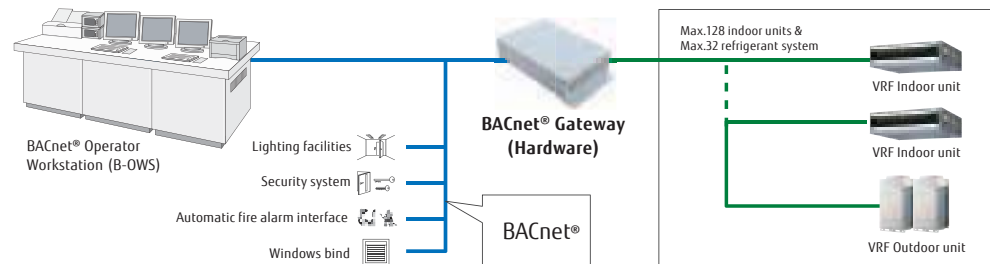 BACnet® Operator
Workstation (B-OWS)
Lighting facilities
Security system
Automatic fire alarm interface
Windows bind
BACnet®
BACnet® Gateway
(Hardware)
Max.128 indoor units &
Max.32 refrigerant system
VRF Indoor unit
VRF Indoor unit
VRF Outdoor unit